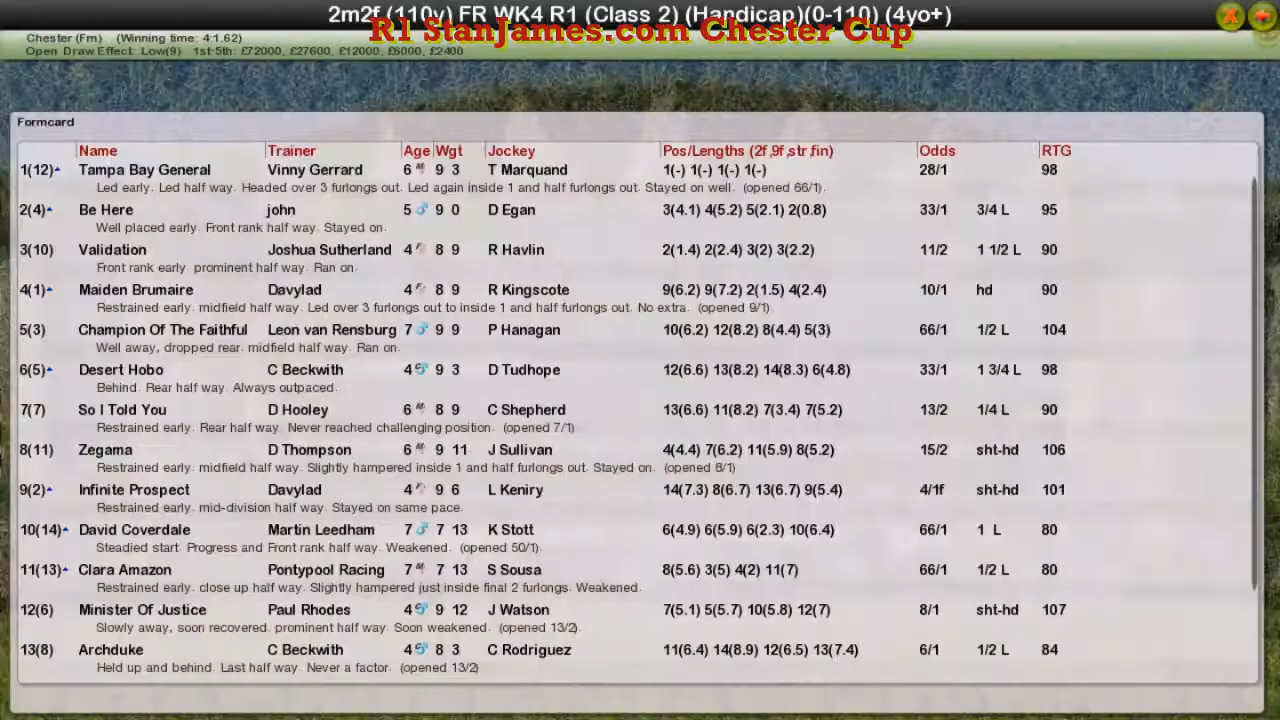 2m2f (110y) FR WK4 R1 (Class 2) (Handicap)(0-110) (4yo+)
R1 StanJames.com Chester Cup
Chester (Fm) (Winning time: 4:1.62)
Open Draw Effect: Low(9) 1st-5th: £72000, £27600, £12000, £6000, £2400
Formcard
Name Trainer Age Wgt Jockey Pos/Lengths (2f,9f,str,fin) Odds RTG
1(12) Tampa Bay General Vinny Gerrard 6 9 3 T Marquand 1(-) 1(-) 1(-) 1(-) 28/1 98
Led early. Led half way. Headed over 3 furlongs out. Led again inside 1 and half furlongs out. Stayed on well. (opened 66/1).
2(4) Be Here john 5 9 0 D Egan 3(4.1) 4(5.2) 5(2.1) 2(0.8) 33/1 3/4 L 95
Well placed early. Front rank half way. Stayed on.
3(10) Validation Joshua Sutherland 4 8 9 R Havlin 2(1.4) 2(2.4) 3(2) 3(2.2) 11/2 1 1/2 L 90
Front rank early. prominent half way. Ran on.
4(1) Maiden Brumaire Davylad 4 8 9 R Kingscote 9(6.2) 9(7.2) 2(1.5) 4(2.4) 10/1 hd 90
Restrained early. midfield half way. Led over 3 furlongs out to inside 1 and half furlongs out. No extra. (opened 9/1).
5(3) Champion Of The Faithful Leon van Rensburg 7 9 9 P Hanagan 10(6.2) 12(8.2) 8(4.4) 5(3) 66/1 1/2 L 104
Well away, dropped rear. midfield half way. Ran on.
6(5) Desert Hobo C Beckwith 4 9 3 D Tudhope 12(6.6) 13(8.2) 14(8.3) 6(4.8) 33/1 1 3/4 L 98
Behind. Rear half way. Always outpaced.
7(7) So I Told You D Hooley 6 8 9 C Shepherd 13(6.6) 11(8.2) 7(3.4) 7(5.2) 13/2 1/4 L 90
Restrained early. Rear half way. Never reached challenging position. (opened 7/1)
8(11) Zegama D Thompson 6 9 11 J Sullivan 4(4.4) 7(6.2) 11(5.9) 8(5.2) 15/2 sht-hd 106
Restrained early. midfield half way. Slightly hampered inside 1 and half furlongs out. Stayed on. (opened 8/1)
9(2) Infinite Prospect Davylad 4 9 6 L Keniry 14(7.3) 8(6.7) 13(6.7) 9(5.4) 4/1f sht-hd 101
Restrained early. mid-division half way. Stayed on same pace.
10(14) David Coverdale Martin Leedham 7 7 13 K Stott 6(4.9) 6(5.9) 6(2.3) 10(6.4) 66/1 1 L 80
Steadied start. Progress and Front rank half way. Weakened. (opened 50/1).
11(13) Clara Amazon Pontypool Racing 7 7 13 S Sousa 8(5.6) 3(5) 4(2) 11(7) 66/1 1/2 L 80
Restrained early. close up half way. Slightly hampered just inside final 2 furlongs. Weakened.
12(6) Minister Of Justice Paul Rhodes 4 9 12 J Watson 7(5.1) 5(5.7) 10(5.8) 12(7) 8/1 sht-hd 107
Slowly away, soon recovered. prominent half way. Soon weakened. (opened 13/2).
13(8) Archduke C Beckwith 4 8 3 C Rodriguez 11(6.4) 14(8.9) 12(6.5) 13(7.4) 6/1 1/2 L 84
Held up and behind. Last half way. Never a factor. (opened 13/2)